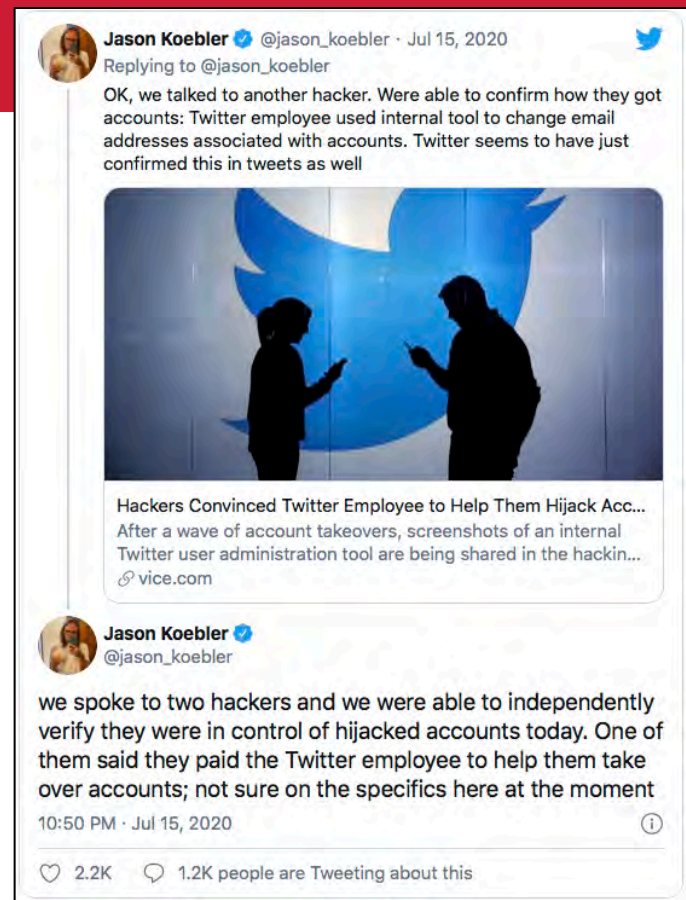 Jason Koebler @jason_koebler · Jul 15, 2020
Replying to @jason_koebler
OK, we talked to another hacker. Were able to confirm how they got
accounts: Twitter employee used internal tool to change email
addresses associated with accounts. Twitter seems to have just
confirmed this in tweets as well
Hackers Convinced Twitter Employee to Help Them Hijack Acc...
After a wave of account takeovers, screenshots of an internal
Twitter user administration tool are being shared in the hackin...
vice.com
Jason Koebler
@jason_koebler
we spoke to two hackers and we were able to independently
verify they were in control of hijacked accounts today. One of
them said they paid the Twitter employee to help them take
over accounts; not sure on the specifics here at the moment
10:50 PM · Jul 15, 2020
2.2K 1.2K people are Tweeting about this